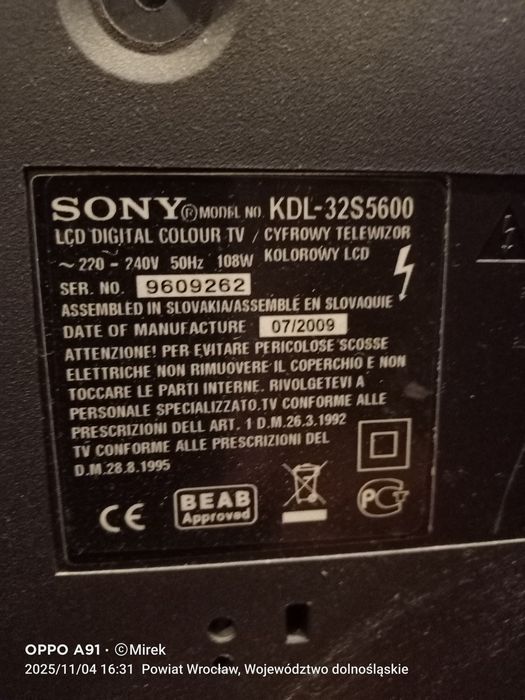 SONY® MODEL NO. KDL-32S5600
LCD DIGITAL COLOUR TV / CYFROWY TELEWIZOR
KOLOROWY LCD
~ 220 - 240V 50Hz 108W
SER. NO. 9609262
ASSEMBLED IN SLOVAKIA/ASSEMBLÉ EN SLOVAQUIE
DATE OF MANUFACTURE 07/2009
ATTENZIONE! PER EVITARE PERICOLOSE SCOSSE
ELETTRICHE NON RIMUOVERE IL COPERCHIO E NON
TOCCARE LE PARTI INTERNE. RIVOLGETEVI A
PERSONALE SPECIALIZZATO.TV CONFORME ALLE
PRESCRIZIONI DELL ART. 1 D.M.26.3.1992
TV CONFORME ALLE PRESCRIZIONI DEL
D.M.28.8.1995
CE
BEAB
Approved
PCT
OPPO A91 · ©Mirek
2025/11/04 16:31 Powiat Wrocław, Województwo dolnośląskie